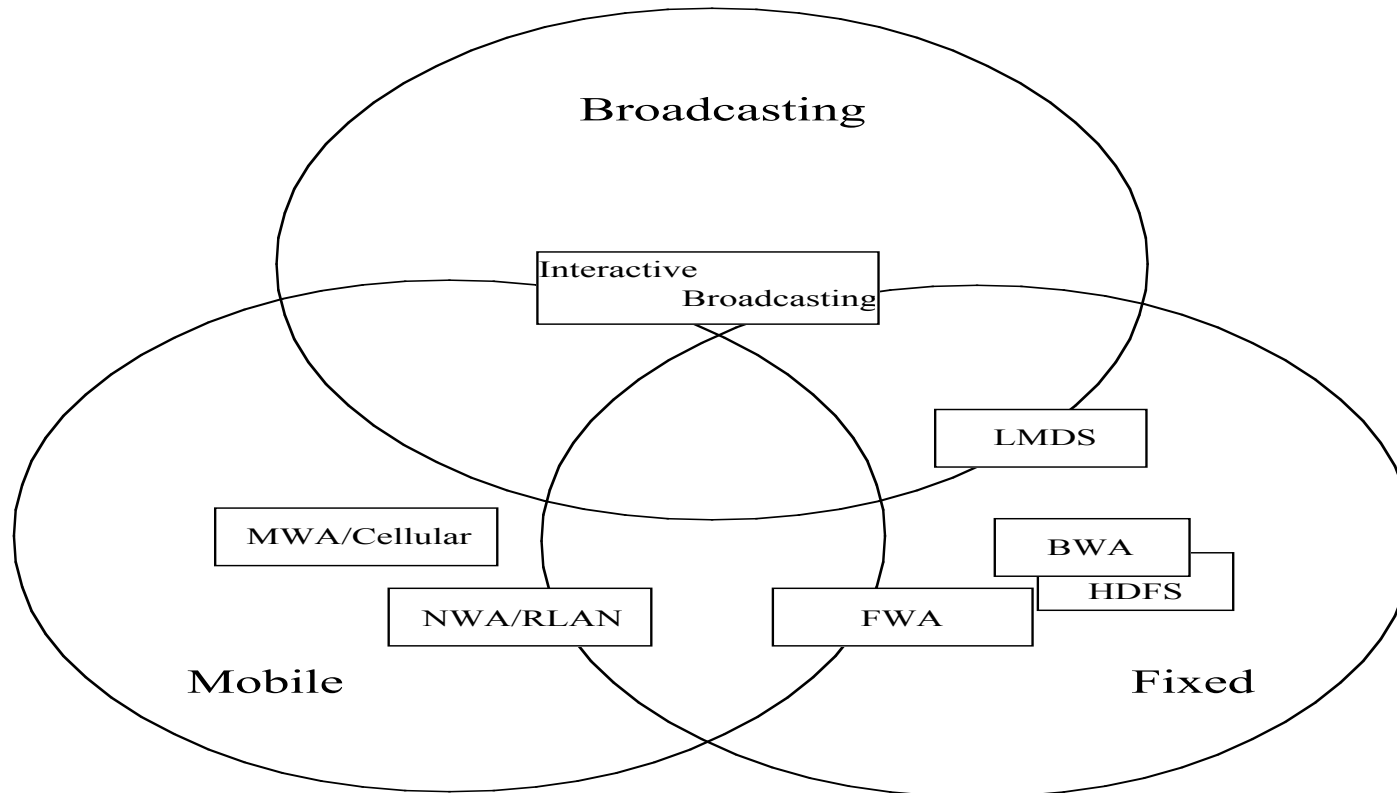 Broadcasting
Interactive
Broadcasting
LMDS
MWA/Cellular
BWA
HDFS
NWA/RLAN
FWA
Mobile
Fixed